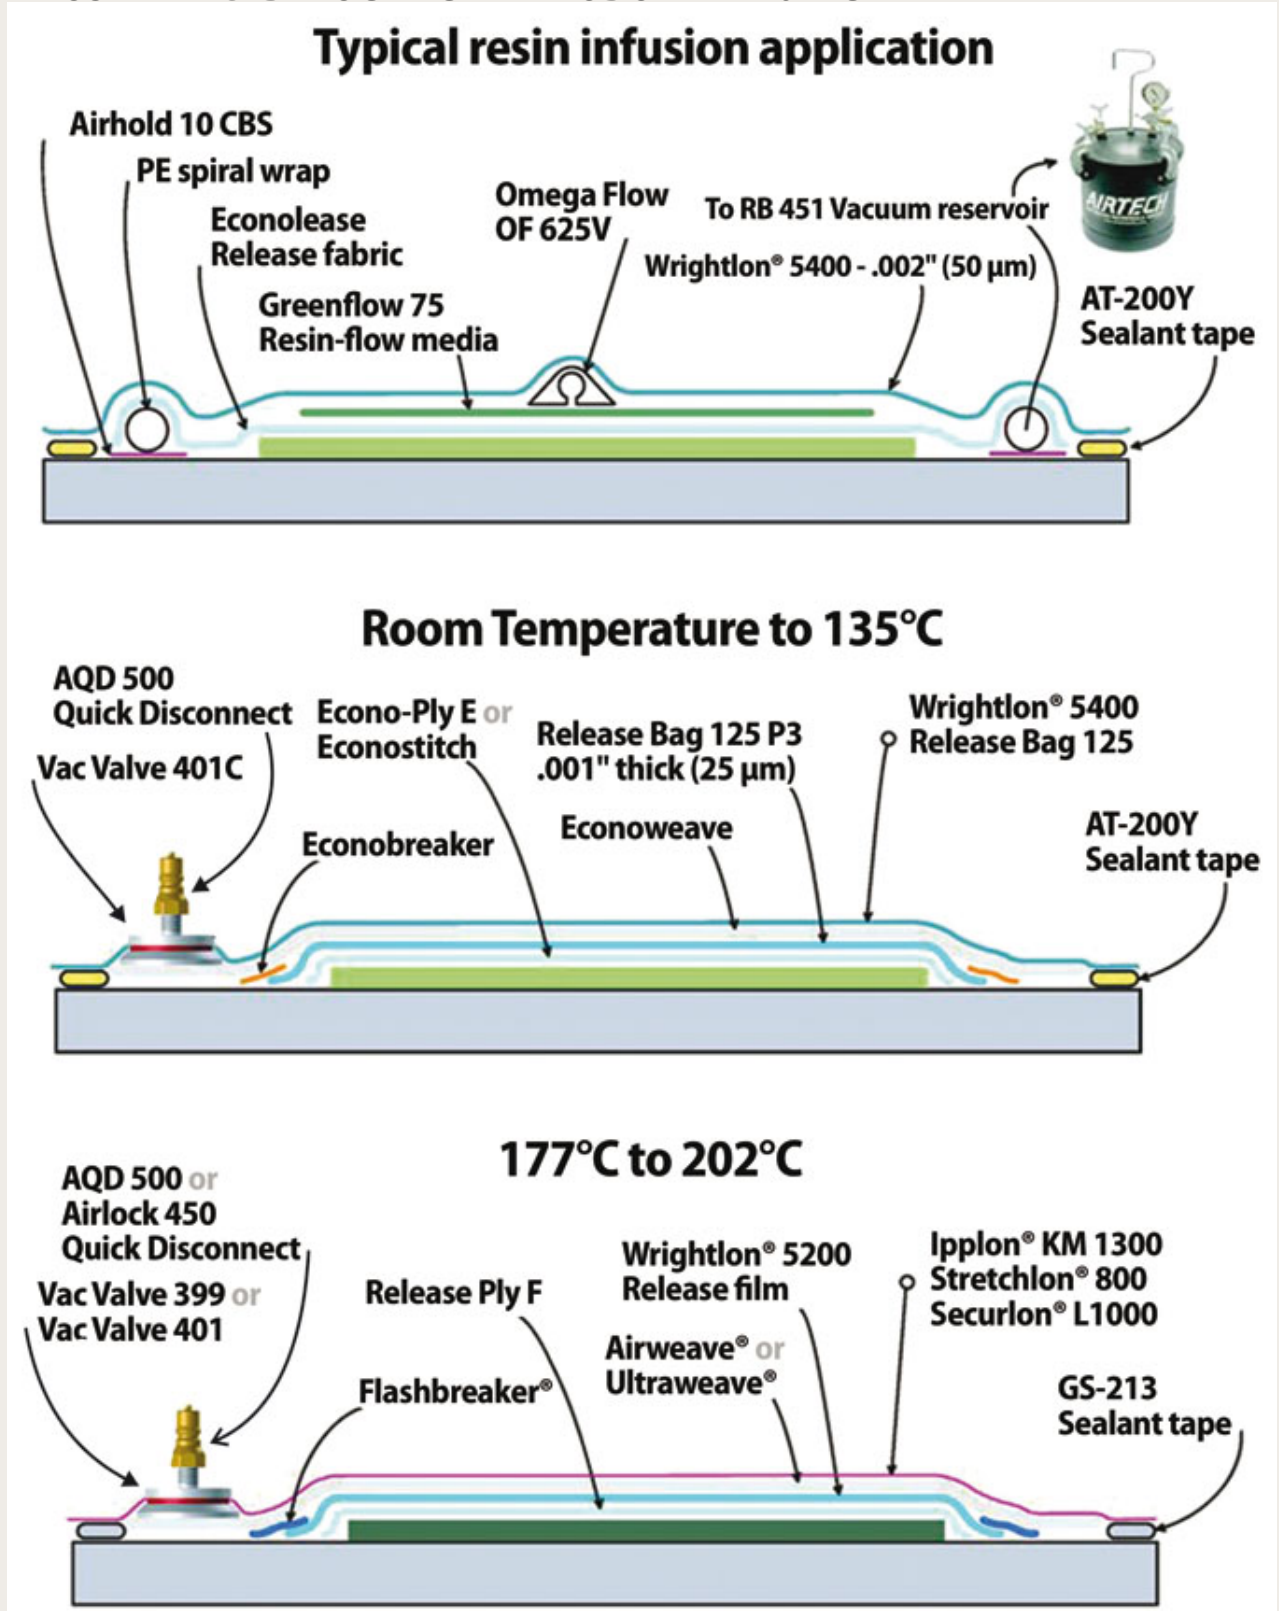 Typical resin infusion application
Airhold 10 CBS
PE spiral wrap
Econolease
Release fabric
Greenflow 75
Resin-flow media
Omega Flow
OF 625V
To RB 451 Vacuum reservoir
Wrightlon® 5400 - .002" (50 µm)
AIRTECH
AT-200Y
Sealant tape
Room Temperature to 135°C
AQD 500
Quick Disconnect
Vac Valve 401C
Econo-Ply E or
Econostitch
Econobreaker
Release Bag 125 P3
.001" thick (25 µm)
Econoweave
Wrightlon® 5400
Release Bag 125
AT-200Y
Sealant tape
177°C to 202°C
AQD 500 or
Airlock 450
Quick Disconnect
Vac Valve 399 or
Vac Valve 401
Release Ply F
Flashbreaker®
Wrightlon® 5200
Release film
Airweave® or
Ultraweave®
Ipplon® KM 1300
Stretchlon® 800
Securlon® L1000
GS-213
Sealant tape